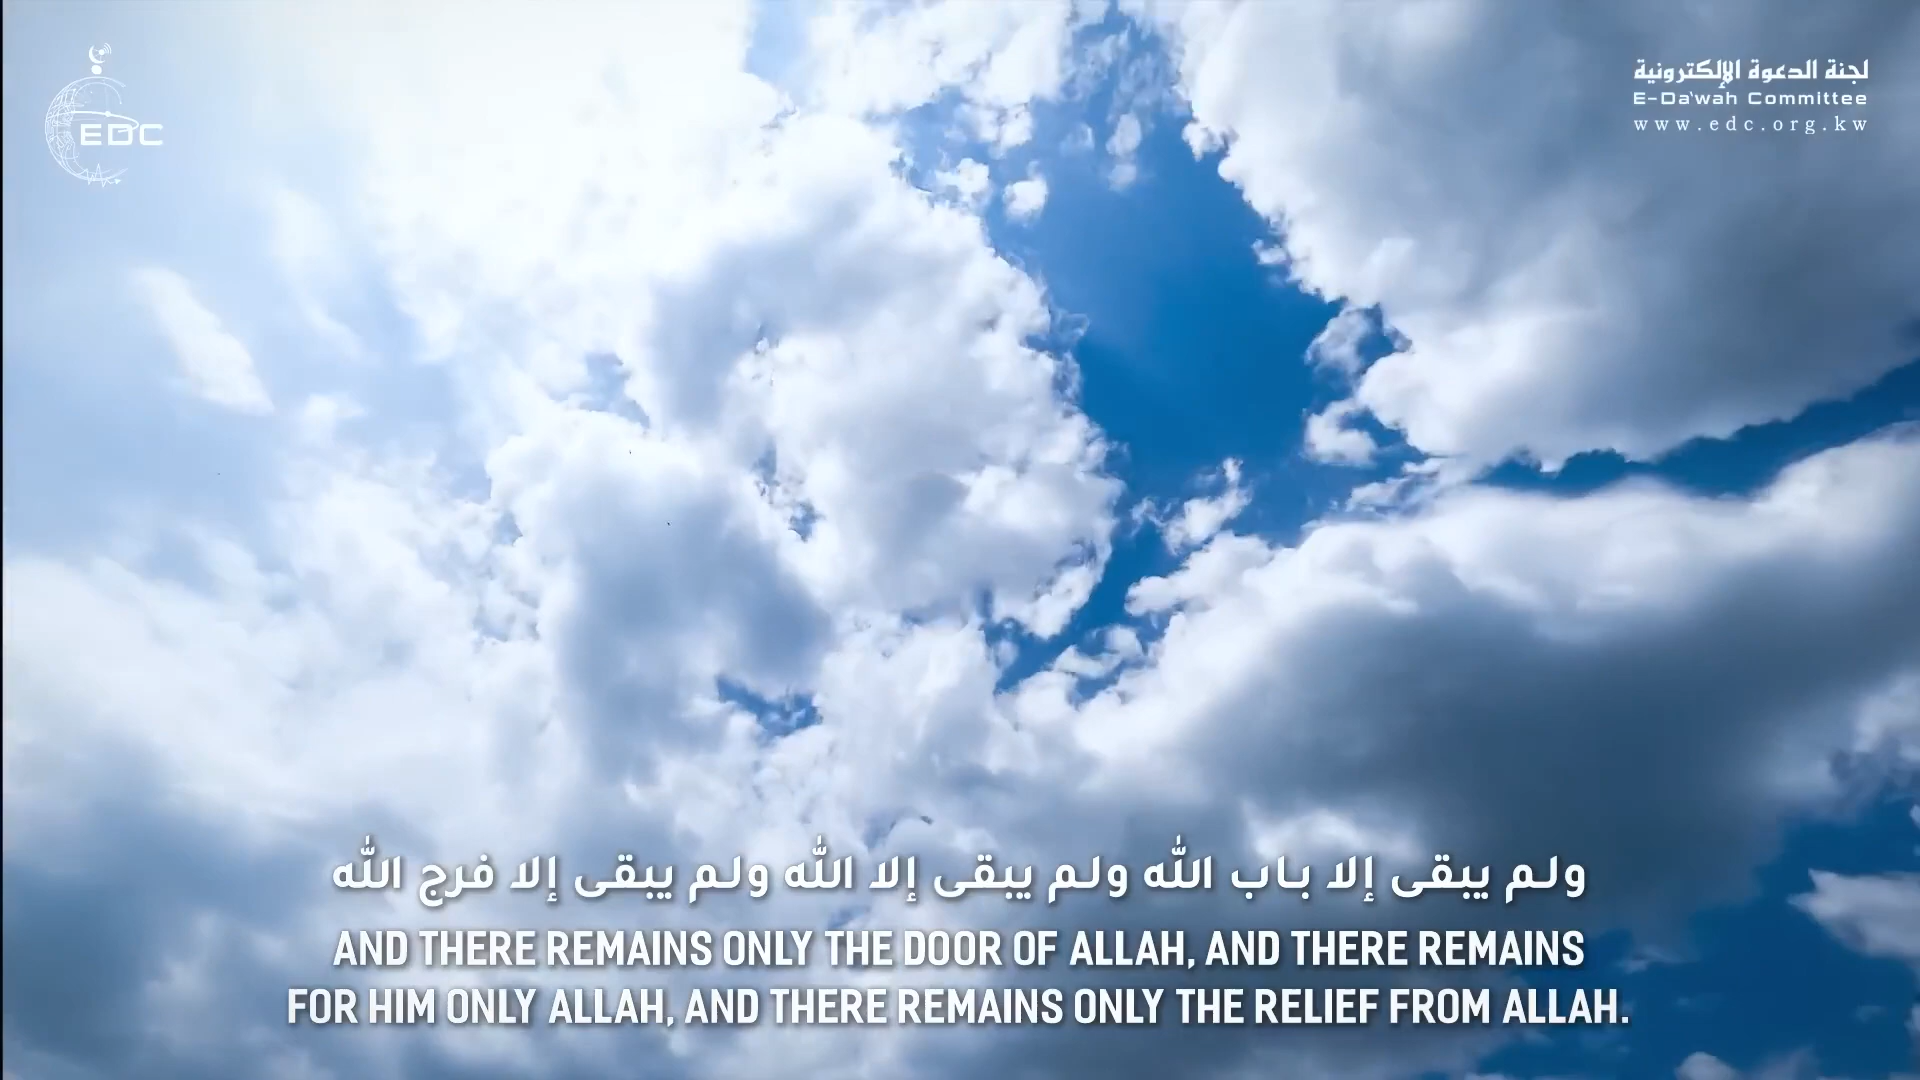 EDC
لجنة الدعوة الإلكترونية
E-Da'wah Committee
www.edc.org.kw
ولم يبقى إلا باب الله ولم يبقى إلا الله ولم يبقى إلا فرج الله
AND THERE REMAINS ONLY THE DOOR OF ALLAH, AND THERE REMAINS
FOR HIM ONLY ALLAH, AND THERE REMAINS ONLY THE RELIEF FROM ALLAH.